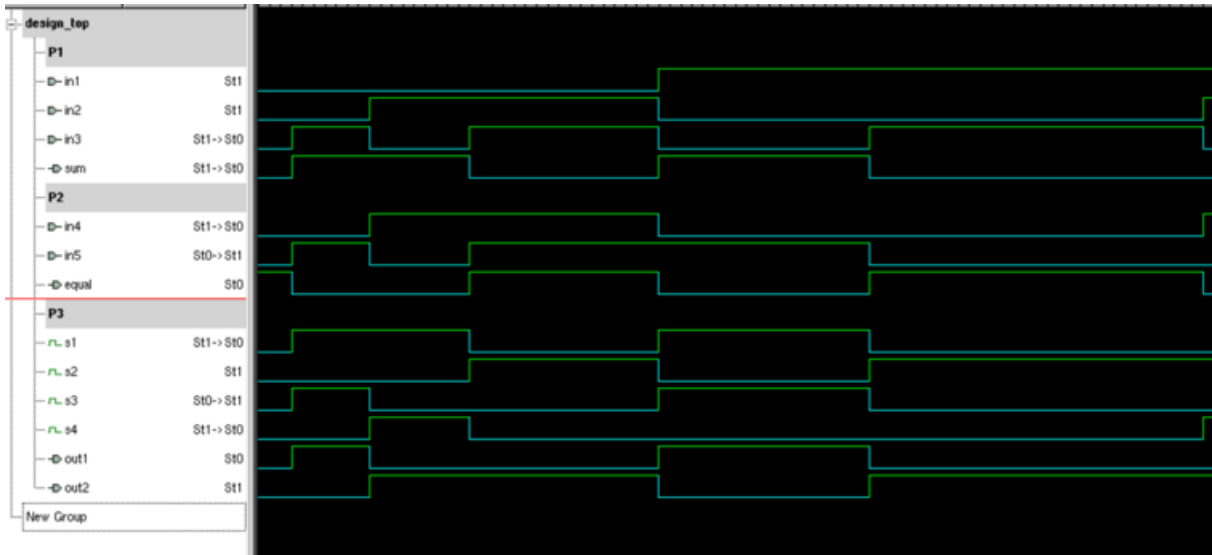 design_top
P1
in1 St1
in2 St1
in3 St1->St0
sum St1->St0
P2
in4 St1->St0
in5 St0->St1
equal St0
P3
s1 St1->St0
s2 St1
s3 St0->St1
s4 St1->St0
out1 St0
out2 St1
New Group